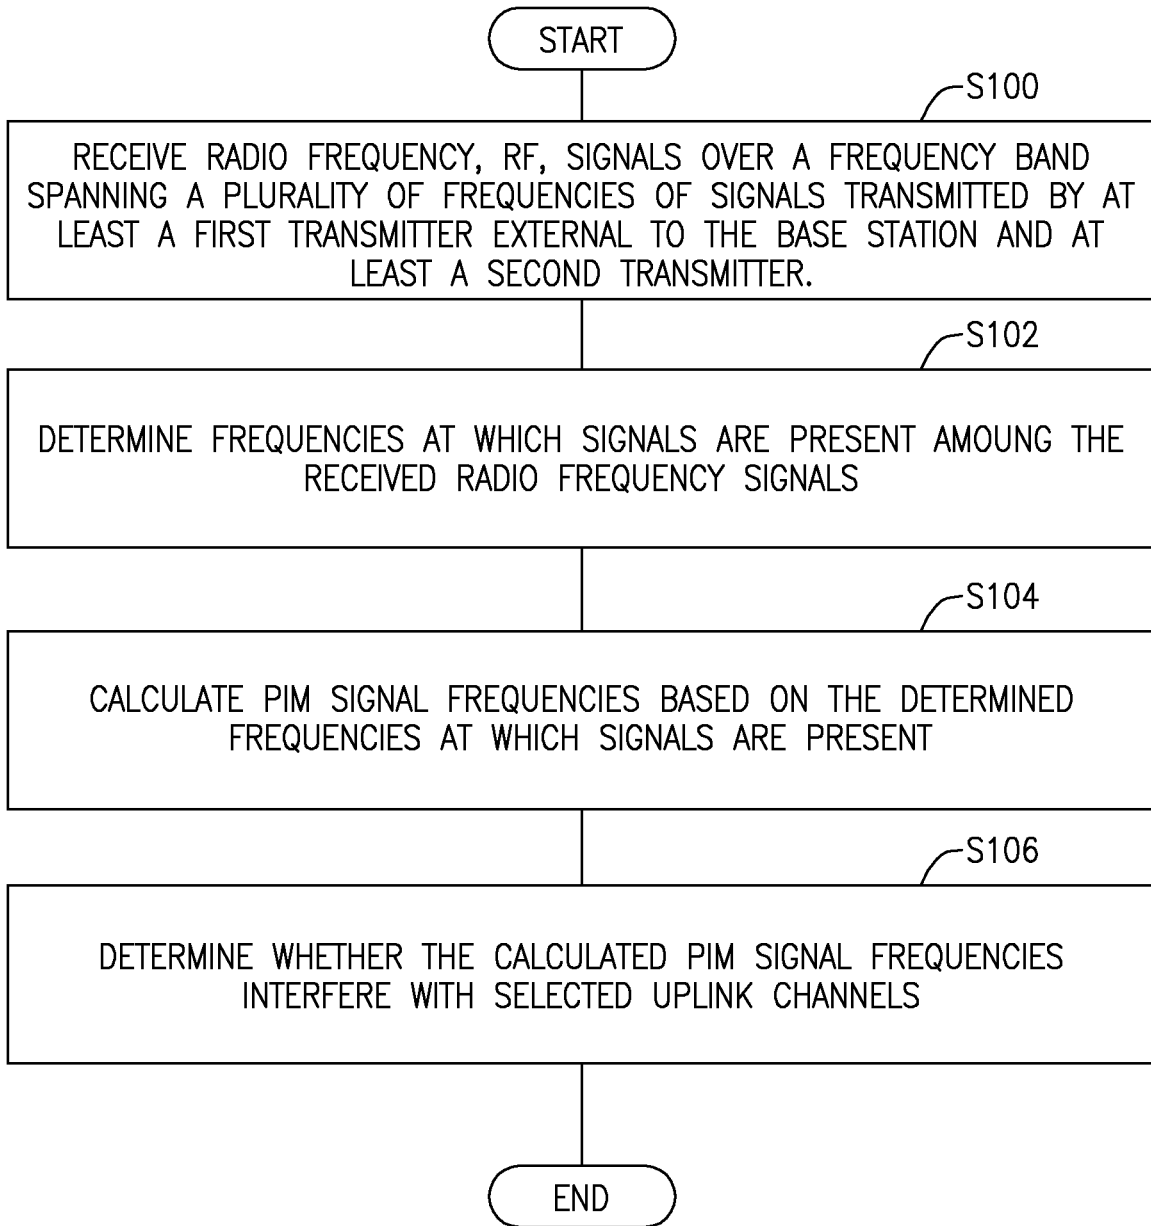 START
S100
RECEIVE RADIO FREQUENCY, RF, SIGNALS OVER A FREQUENCY BAND
SPANNING A PLURALITY OF FREQUENCIES OF SIGNALS TRANSMITTED BY AT
LEAST A FIRST TRANSMITTER EXTERNAL TO THE BASE STATION AND AT
LEAST A SECOND TRANSMITTER.
S102
DETERMINE FREQUENCIES AT WHICH SIGNALS ARE PRESENT AMOUNG THE
RECEIVED RADIO FREQUENCY SIGNALS
S104
CALCULATE PIM SIGNAL FREQUENCIES BASED ON THE DETERMINED
FREQUENCIES AT WHICH SIGNALS ARE PRESENT
S106
DETERMINE WHETHER THE CALCULATED PIM SIGNAL FREQUENCIES
INTERFERE WITH SELECTED UPLINK CHANNELS
END